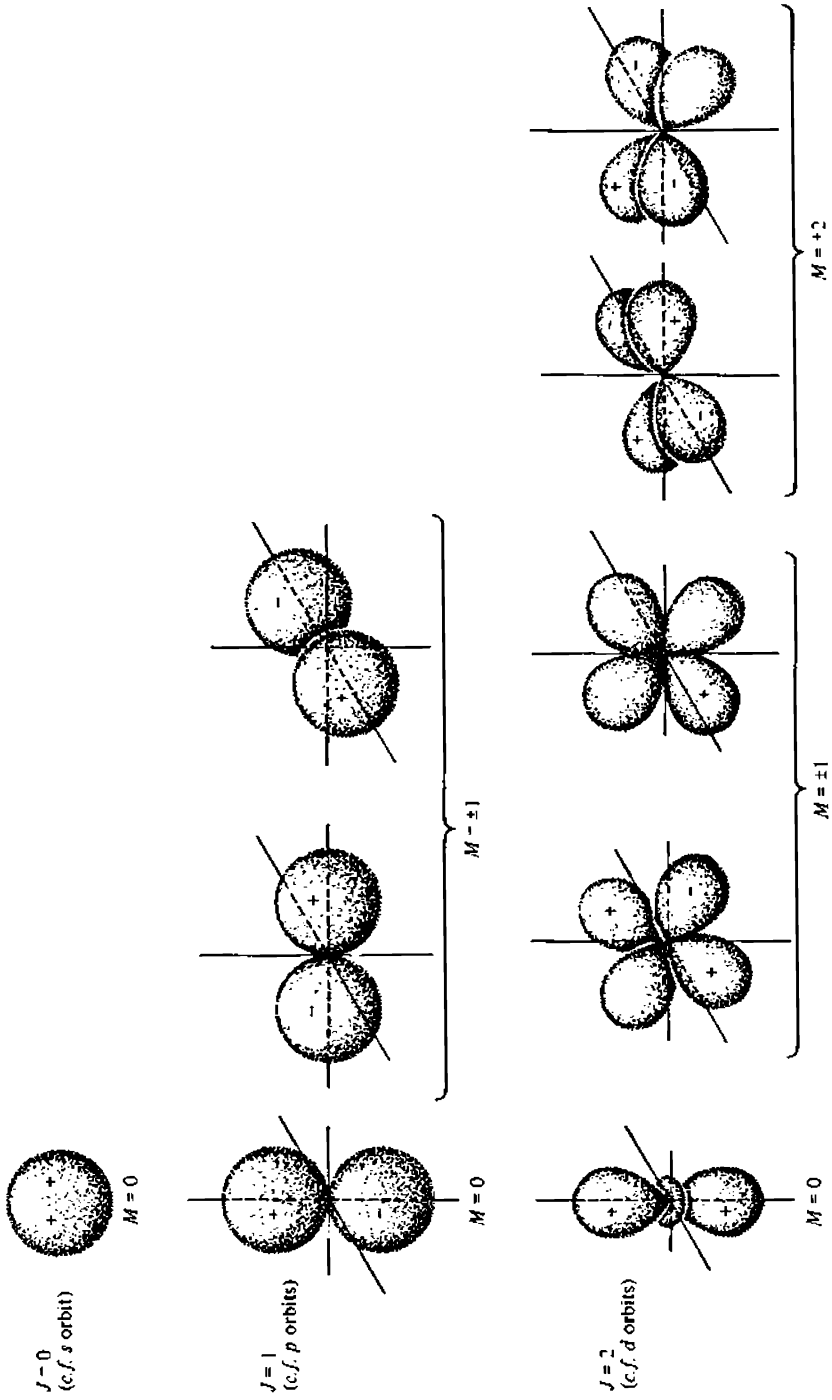 J – 0
(c.f. s orbit)
+ +
M = 0
J = 1
(c.f. p orbits)
+
−
M = 0
− +
−
+
M – ±1
J = 2
(c.f. d orbits)
+
+
M = 0
+
+ −
+
M = ±1
+
− +
+ −
−
M = +2